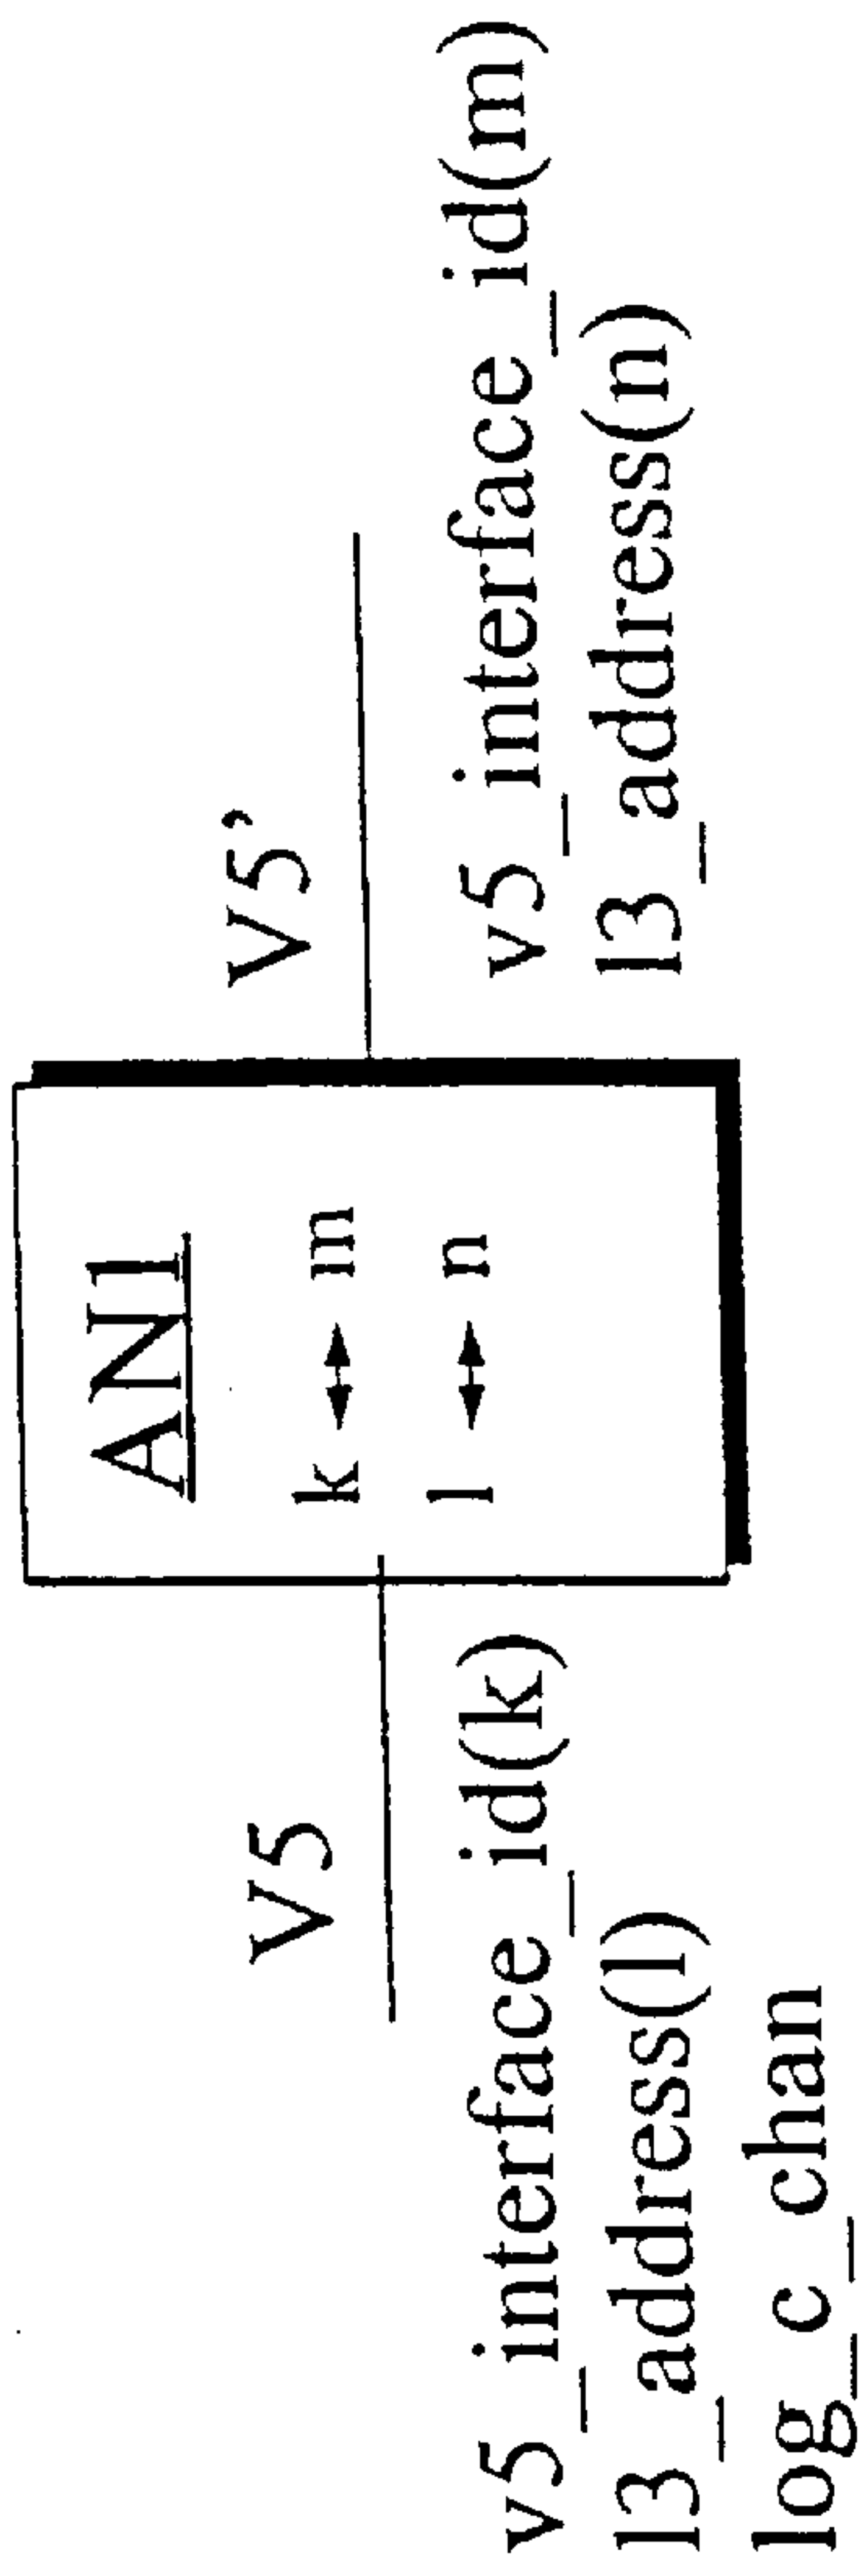 V5
v5_interface_id(k)
l3_address(l)
log_c_chan
AN1
k ↔ m
l ↔ n
V5'
v5_interface_id(m)
l3_address(n)